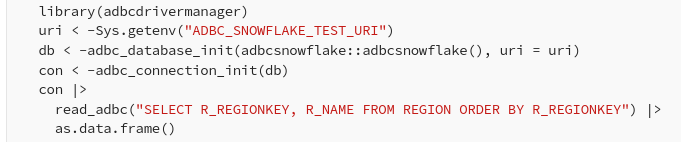 library(adbcdrivermanager)
uri < -Sys.getenv("ADBC_SNOWFLAKE_TEST_URI")
db < -adbc_database_init(adbcsnowflake::adbcsnowflake(), uri = uri)
con < -adbc_connection_init(db)
con |>
  read_adbc("SELECT R_REGIONKEY, R_NAME FROM REGION ORDER BY R_REGIONKEY") |>
  as.data.frame()